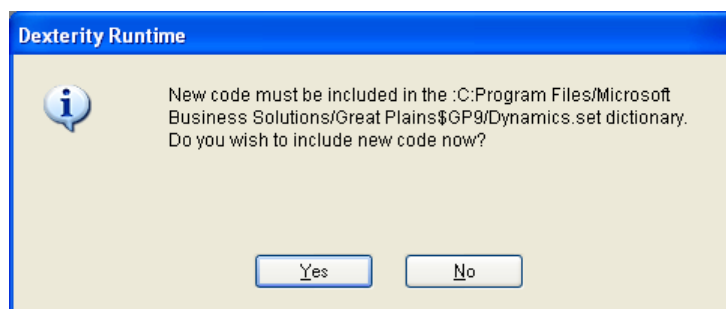 Dexterity Runtime
New code must be included in the :C:Program Files/Microsoft
Business Solutions/Great Plains$GP9/Dynamics.set dictionary.
Do you wish to include new code now?
Yes
No